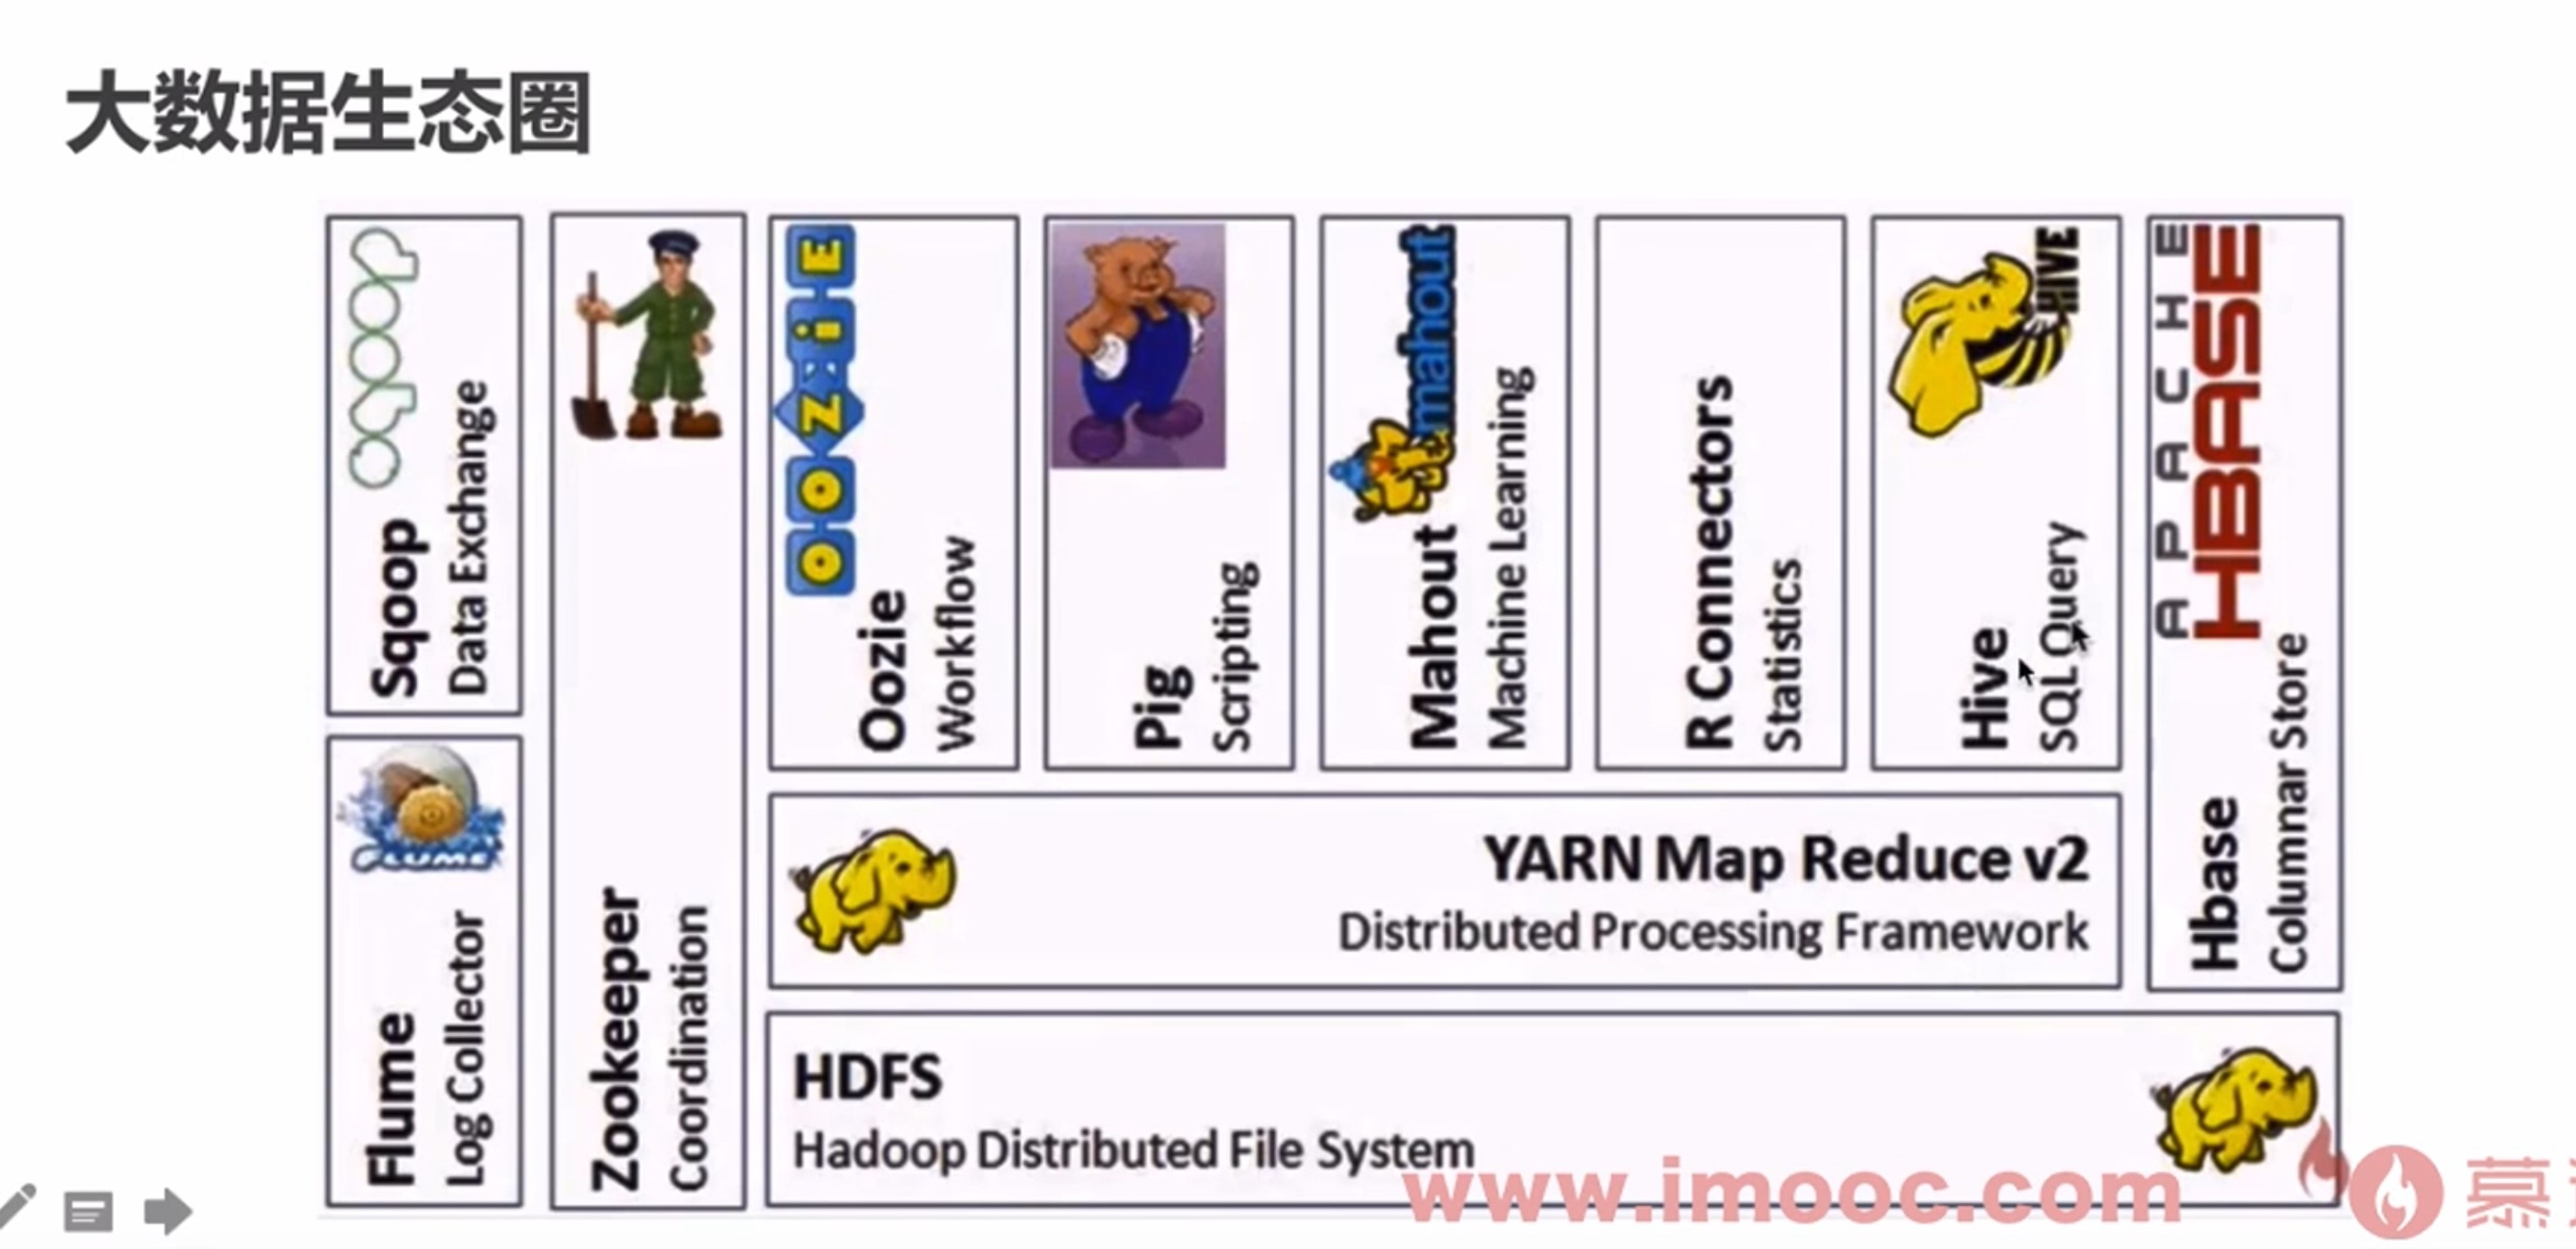 大数据生态圈
Sqoop
Data Exchange
Flume
FLUME
Log Collector
Zookeeper
Coordination
OOZiE
Oozie
Workflow
Pig
Scripting
mahout
Mahout
Machine Learning
R Connectors
Statistics
HIVE
Hive
SQL Query
APACHE
HBASE
Hbase
Columnar Store
YARN Map Reduce v2
Distributed Processing Framework
HDFS
Hadoop Distributed File System
www.imooc.com
慕